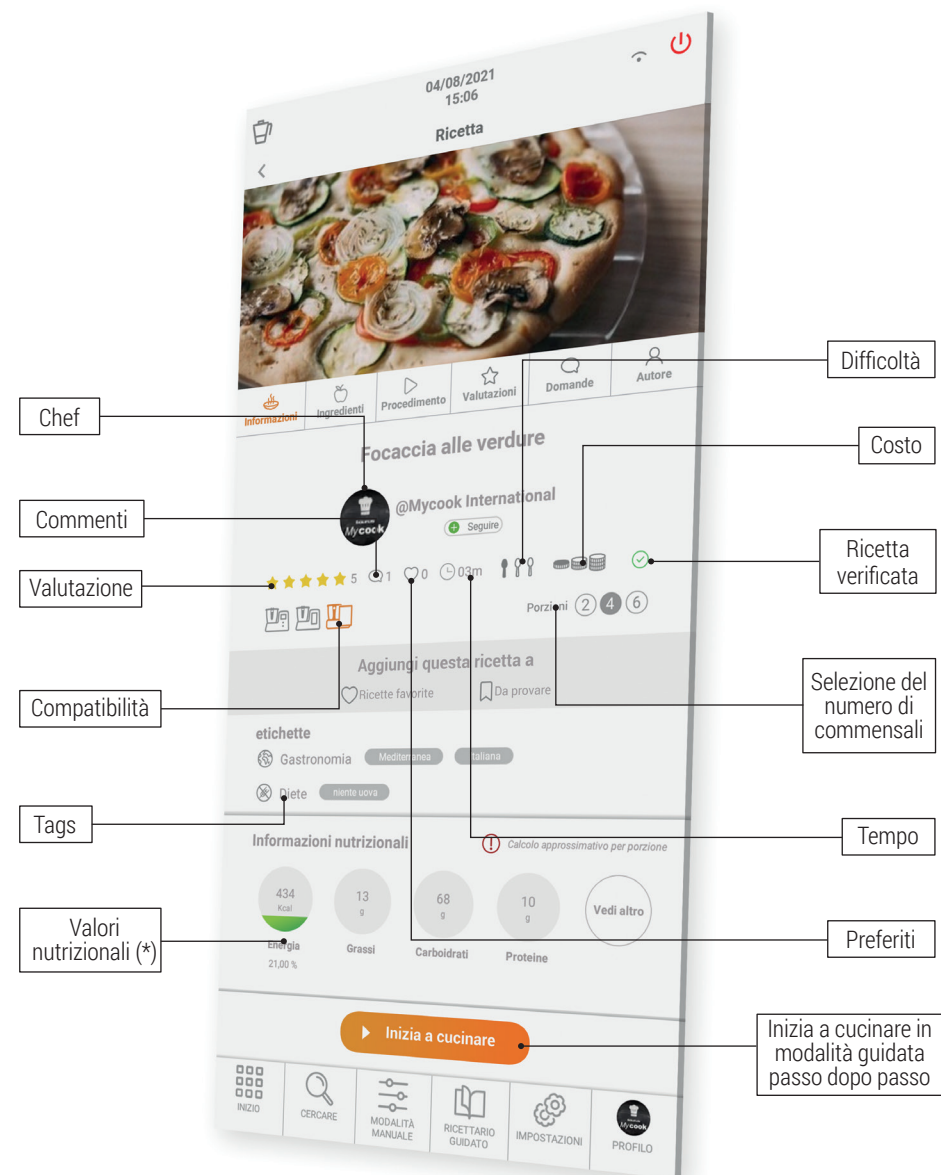 04/08/2021
15:06
Ricetta
Informazioni
Ingredienti
Procedimento
Valutazioni
Domande
Autore
Focaccia alle verdure
Mycook
@Mycook International
Seguire
5
1
0
03m
Porzioni 2 4 6
Aggiungi questa ricetta a
Ricette favorite
Da provare
etichette
Gastronomia
Mediterranea
Italiana
Diete
niente uova
Informazioni nutrizionali
Calcolo approssimativo per porzione
434
Kcal
Energia
21,00 %
13
g
Grassi
68
g
Carboidrati
10
g
Proteine
Vedi altro
Inizia a cucinare
INIZIO
CERCARE
MODALITÀ
MANUALE
RICETTARIO
GUIDATO
IMPOSTAZIONI
Mycook
PROFILO
Chef
Commenti
Valutazione
Compatibilità
Tags
Valori
nutrizionali (*)
Difficoltà
Costo
Ricetta
verificata
Selezione del
numero di
commensali
Tempo
Preferiti
Inizia a cucinare in
modalità guidata
passo dopo passo